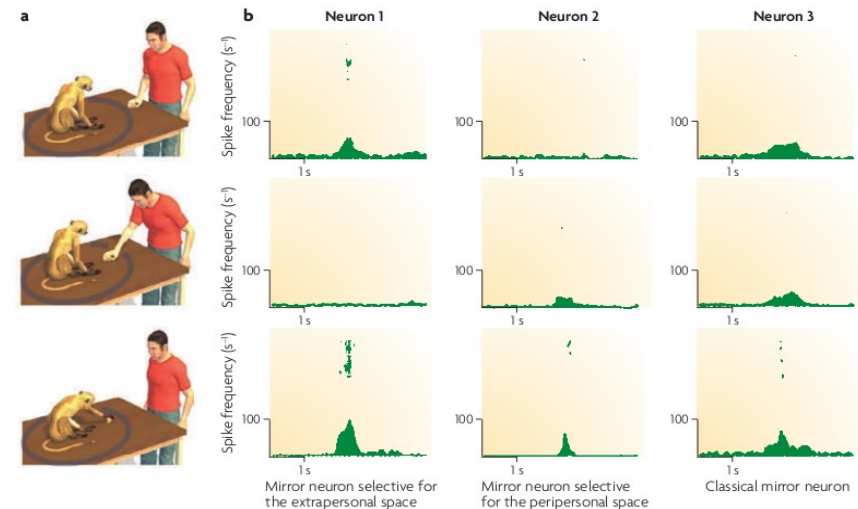 a
b
Neuron 1
Neuron 2
Neuron 3
Spike frequency (s⁻¹)
100
1 s
100
1 s
100
1 s
Spike frequency (s⁻¹)
100
1 s
100
1 s
100
1 s
Spike frequency (s⁻¹)
100
1 s
100
1 s
100
1 s
Mirror neuron selective for
the extrapersonal space
Mirror neuron selective
for the peripersonal space
Classical mirror neuron